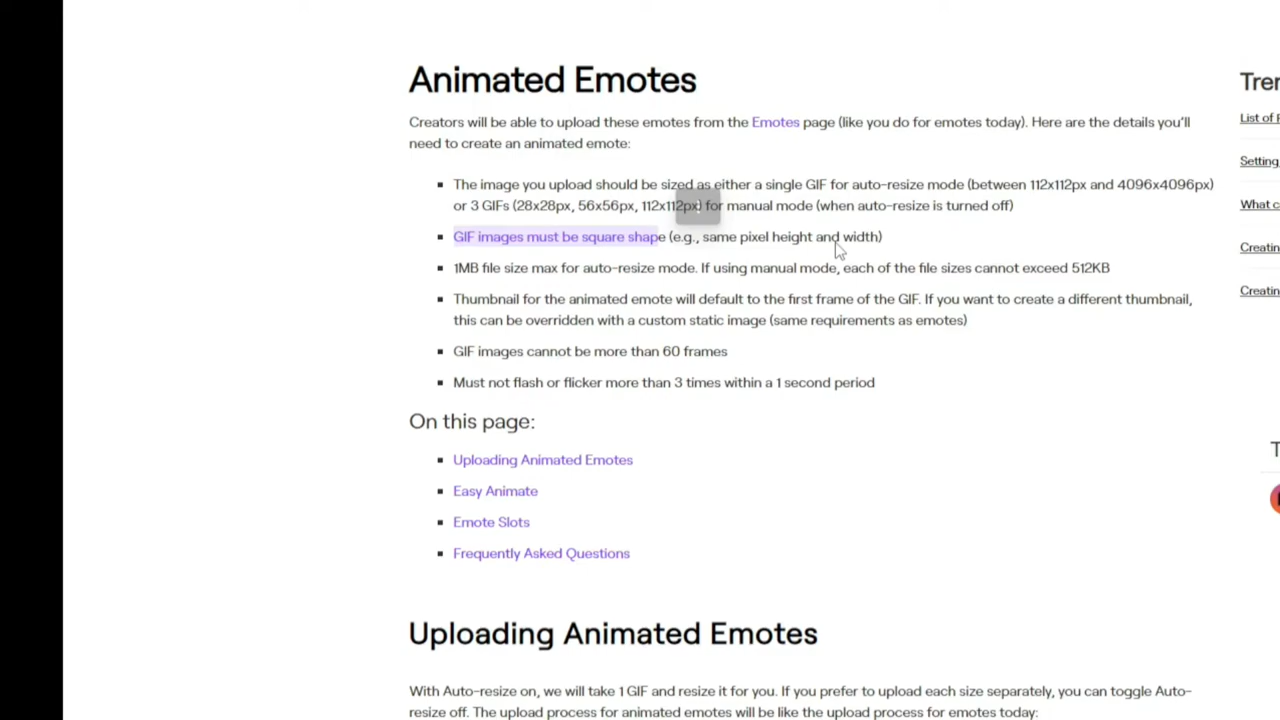 Animated Emotes
Creators will be able to upload these emotes from the Emotes page (like you do for emotes today). Here are the details you'll
need to create an animated emote:
The image you upload should be sized as either a single GIF for auto-resize mode (between 112x112px and 4096x4096px)
or 3 GIFs (28x28px, 56x56px, 112x112px) for manual mode (when auto-resize is turned off)
GIF images must be square shape (e.g., same pixel height and width)
1MB file size max for auto-resize mode. If using manual mode, each of the file sizes cannot exceed 512KB
Thumbnail for the animated emote will default to the first frame of the GIF. If you want to create a different thumbnail,
this can be overridden with a custom static image (same requirements as emotes)
GIF images cannot be more than 60 frames
Must not flash or flicker more than 3 times within a 1 second period
On this page:
Uploading Animated Emotes
Easy Animate
Emote Slots
Frequently Asked Questions
Uploading Animated Emotes
With Auto-resize on, we will take 1 GIF and resize it for you. If you prefer to upload each size separately, you can toggle Auto-
resize off. The upload process for animated emotes will be like the upload process for emotes today:
List of
Setting